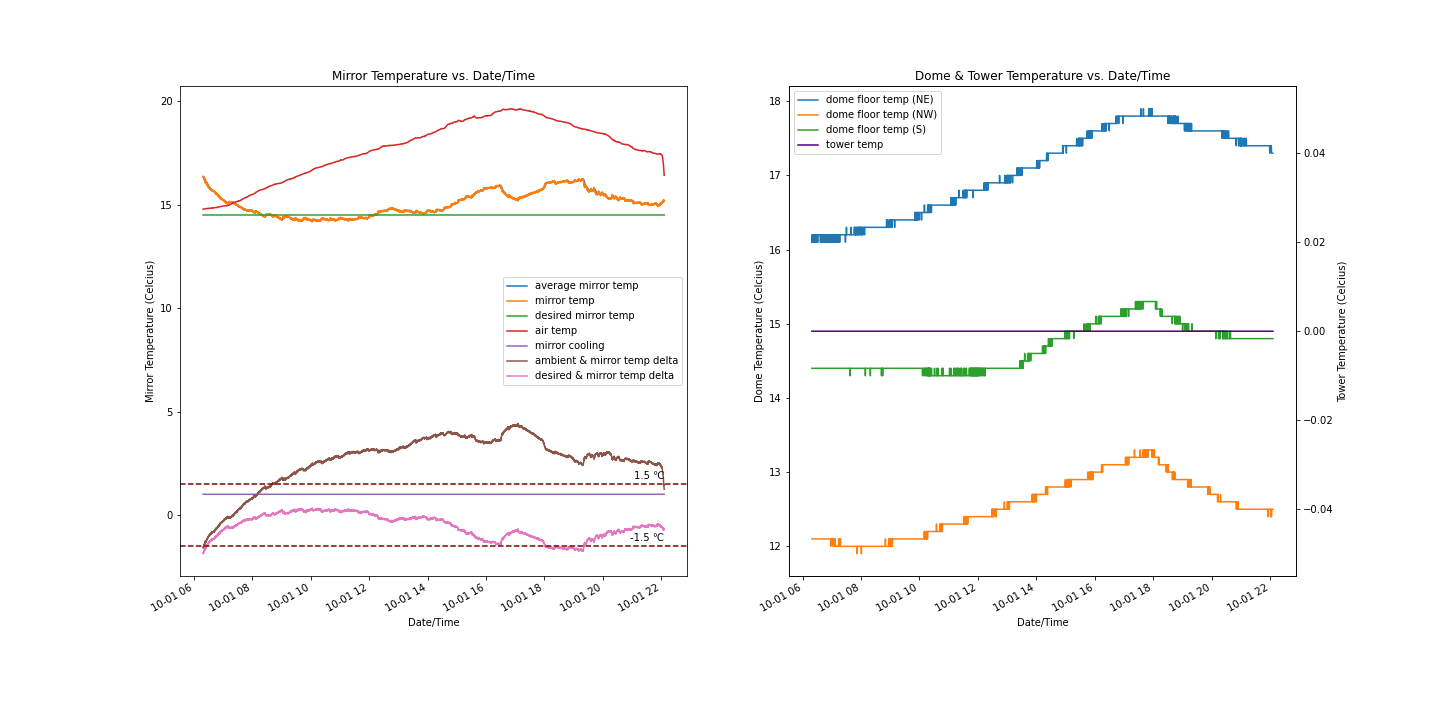 Mirror Temperature vs. Date/Time
Mirror Temperature (Celcius)
20
15
10
5
0
average mirror temp
mirror temp
desired mirror temp
air temp
mirror cooling
ambient & mirror temp delta
desired & mirror temp delta
1.5 °C
-1.5 °C
10-01 06
10-01 08
10-01 10
10-01 12
10-01 14
10-01 16
10-01 18
10-01 20
10-01 22
Date/Time
Dome & Tower Temperature vs. Date/Time
Dome Temperature (Celcius)
18
17
16
15
14
13
12
dome floor temp (NE)
dome floor temp (NW)
dome floor temp (S)
tower temp
0.04
0.02
0.00
−0.02
−0.04
Tower Temperature (Celcius)
10-01 06
10-01 08
10-01 10
10-01 12
10-01 14
10-01 16
10-01 18
10-01 20
10-01 22
Date/Time